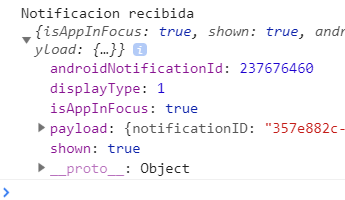 Notificacion recibida
{isAppInFocus: true, shown: true, andr
yload: {…}} i
androidNotificationId: 237676460
displayType: 1
isAppInFocus: true
payload: {notificationID: "357e882c-
shown: true
__proto__: Object